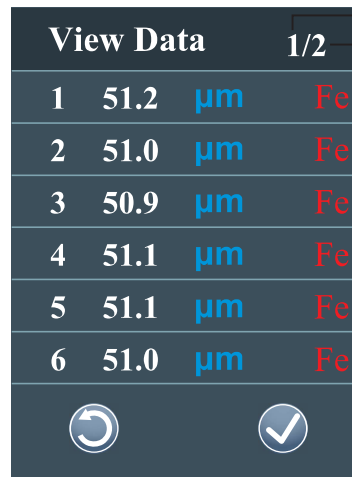 View Data 1/2
1 51.2 µm Fe
2 51.0 µm Fe
3 50.9 µm Fe
4 51.1 µm Fe
5 51.1 µm Fe
6 51.0 µm Fe